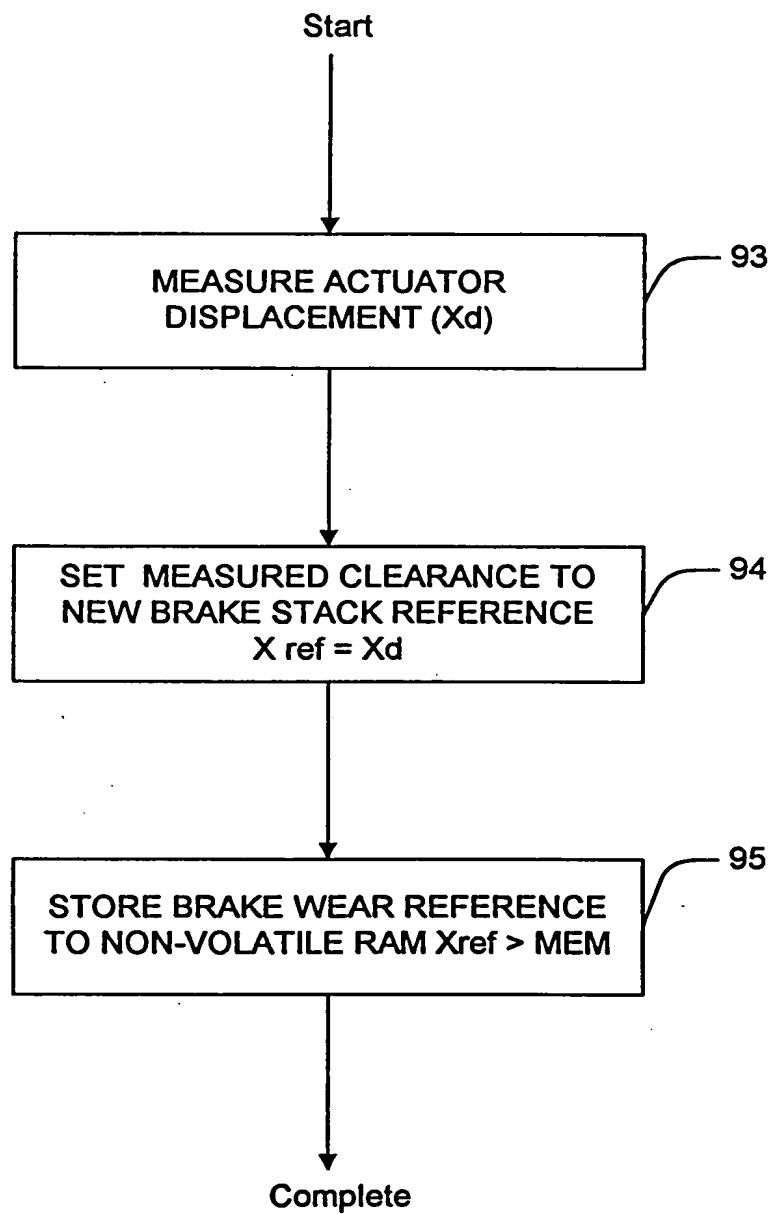 Start
MEASURE ACTUATOR
DISPLACEMENT (Xd)
93
SET MEASURED CLEARANCE TO
NEW BRAKE STACK REFERENCE
X ref = Xd
94
STORE BRAKE WEAR REFERENCE
TO NON-VOLATILE RAM Xref > MEM
95
Complete